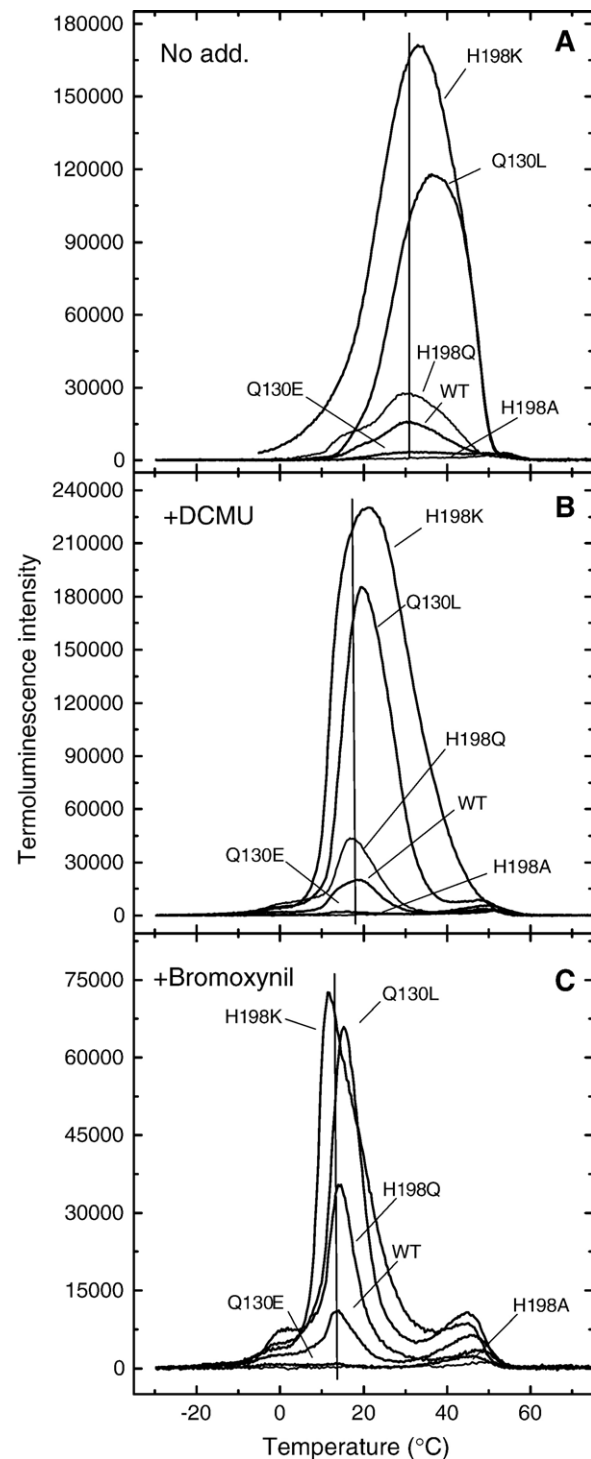 No add.
A
180000
150000
120000
90000
60000
30000
0
H198K
Q130L
H198Q
Q130E
WT
H198A
+DCMU
B
240000
210000
180000
150000
120000
90000
60000
30000
0
H198K
Q130L
H198Q
WT
Q130E
H198A
+Bromoxynil
C
75000
60000
45000
30000
15000
0
Q130L
H198K
H198Q
WT
Q130E
H198A
Termoluminescence intensity
-20 0 20 40 60
Temperature (°C)